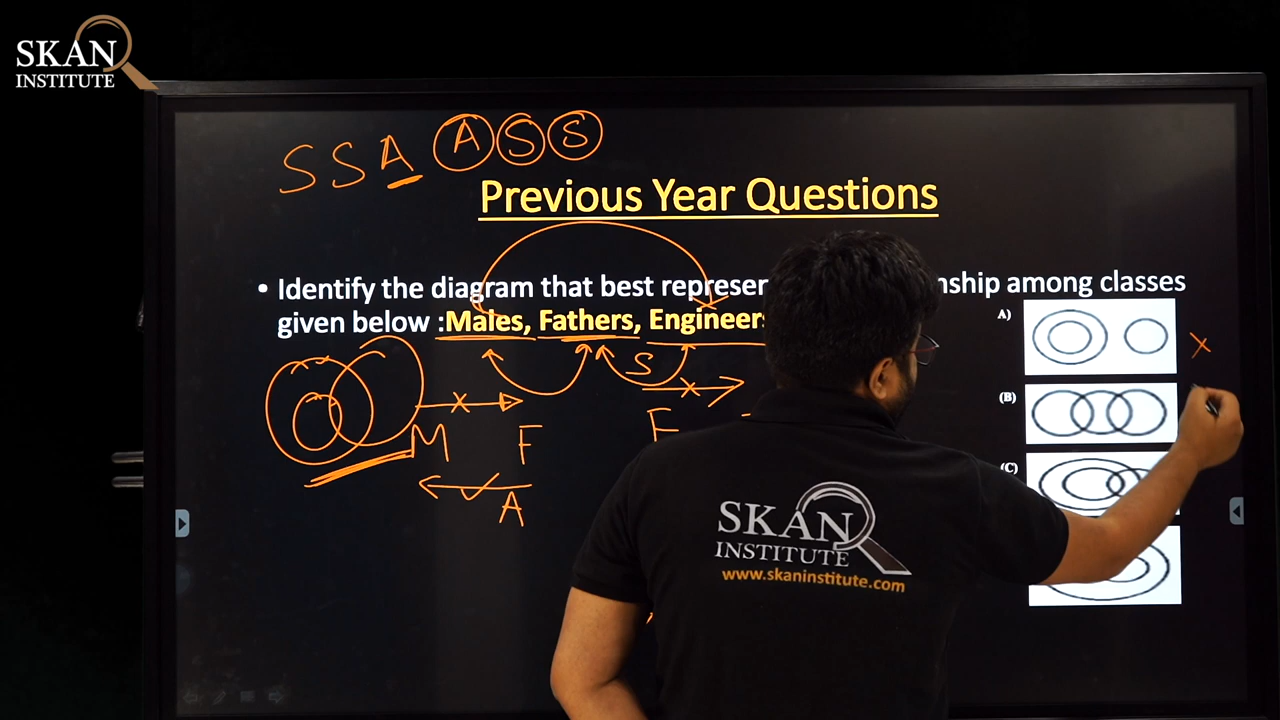 SKAN
INSTITUTE
SSA A S S
Previous Year Questions
• Identify the diagram that best nship among classes
given below :Males, Fathers, Engineers
A)
(B)
(C)
S
M F
F
A
SKAN
INSTITUTE
www.skaninstitute.com